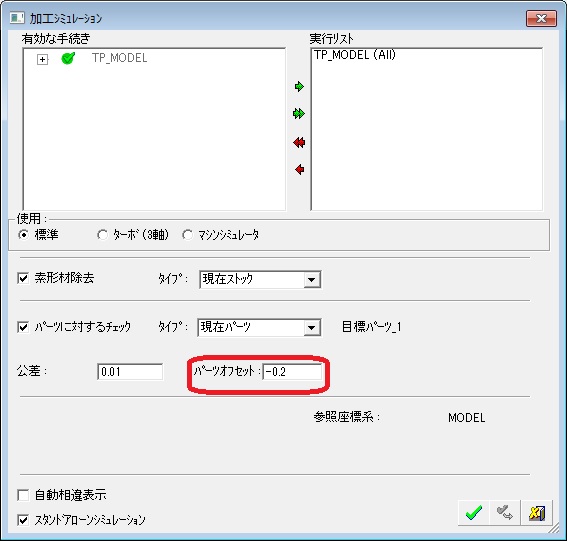 加工ｼﾐｭﾚｰｼｮﾝ
有効な手続き
実行リスト
TP_MODEL
TP_MODEL (All)
使用 :
標準
ﾀｰﾎﾞ (3軸)
ﾏｼﾝｼﾐｭﾚｰﾀ
素形材除去
ﾀｲﾌﾟ :
現在ｽﾄｯｸ
ﾊﾟｰﾂに対するﾁｪｯｸ
ﾀｲﾌﾟ :
現在ﾊﾟｰﾂ
目標ﾊﾟｰﾂ_1
公差 :
0.01
ﾊﾟｰﾂｵﾌｾｯﾄ :
-0.2
参照座標系 :
MODEL
自動相違表示
ｽﾀﾝﾄﾞｱﾛｰﾝｼﾐｭﾚｰｼｮﾝ